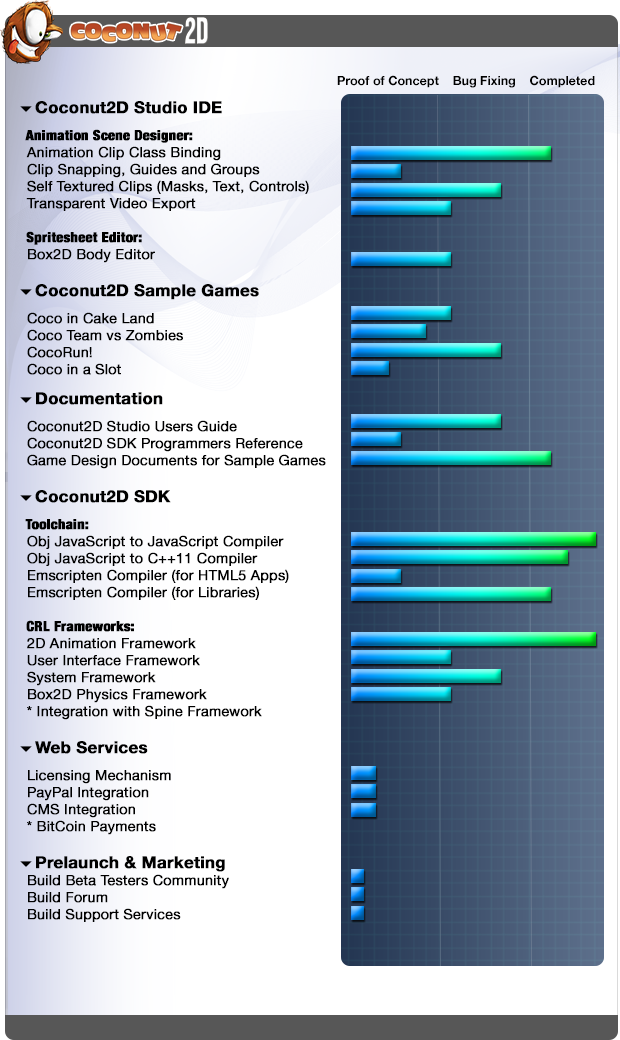 COCONUT 2D
Proof of Concept Bug Fixing Completed
Coconut2D Studio IDE
Animation Scene Designer:
Animation Clip Class Binding
Clip Snapping, Guides and Groups
Self Textured Clips (Masks, Text, Controls)
Transparent Video Export
Spritesheet Editor:
Box2D Body Editor
Coconut2D Sample Games
Coco in Cake Land
Coco Team vs Zombies
CocoRun!
Coco in a Slot
Documentation
Coconut2D Studio Users Guide
Coconut2D SDK Programmers Reference
Game Design Documents for Sample Games
Coconut2D SDK
Toolchain:
Obj JavaScript to JavaScript Compiler
Obj JavaScript to C++11 Compiler
Emscripten Compiler (for HTML5 Apps)
Emscripten Compiler (for Libraries)
CRL Frameworks:
2D Animation Framework
User Interface Framework
System Framework
Box2D Physics Framework
* Integration with Spine Framework
Web Services
Licensing Mechanism
PayPal Integration
CMS Integration
* BitCoin Payments
Prelaunch & Marketing
Build Beta Testers Community
Build Forum
Build Support Services